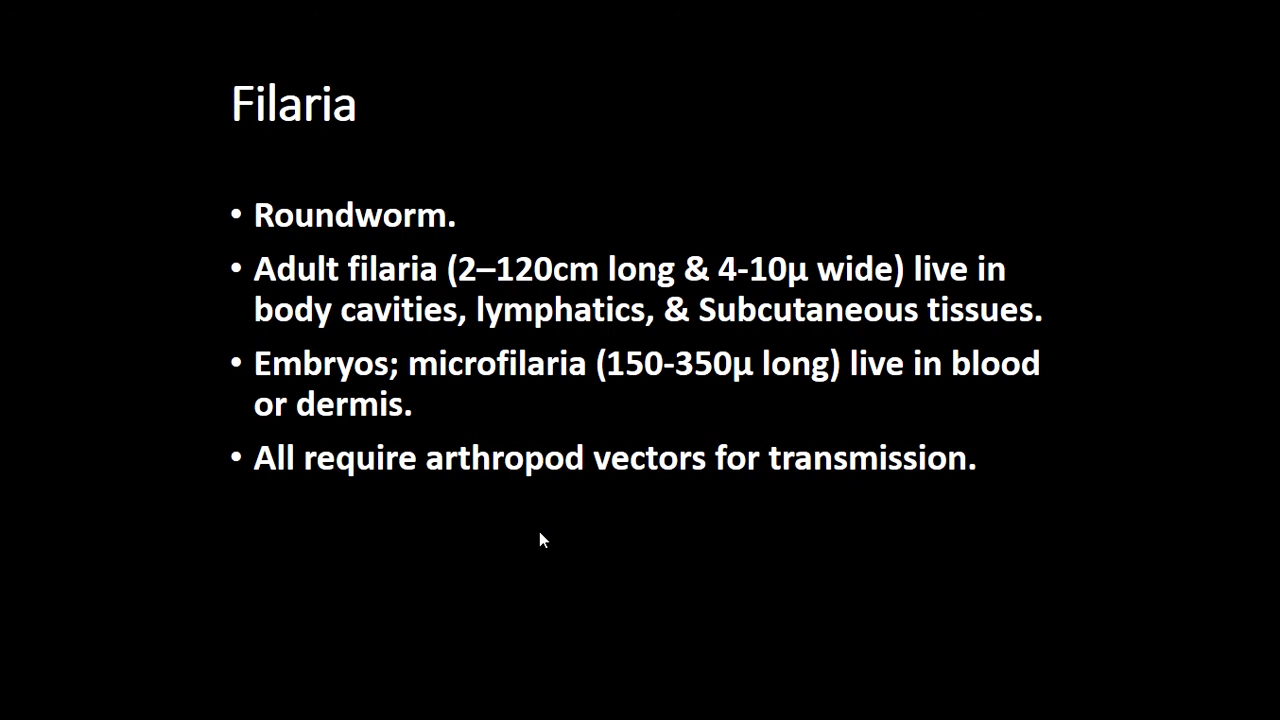 Filaria
• Roundworm.
• Adult filaria (2–120cm long & 4-10µ wide) live in
body cavities, lymphatics, & Subcutaneous tissues.
• Embryos; microfilaria (150-350µ long) live in blood
or dermis.
• All require arthropod vectors for transmission.